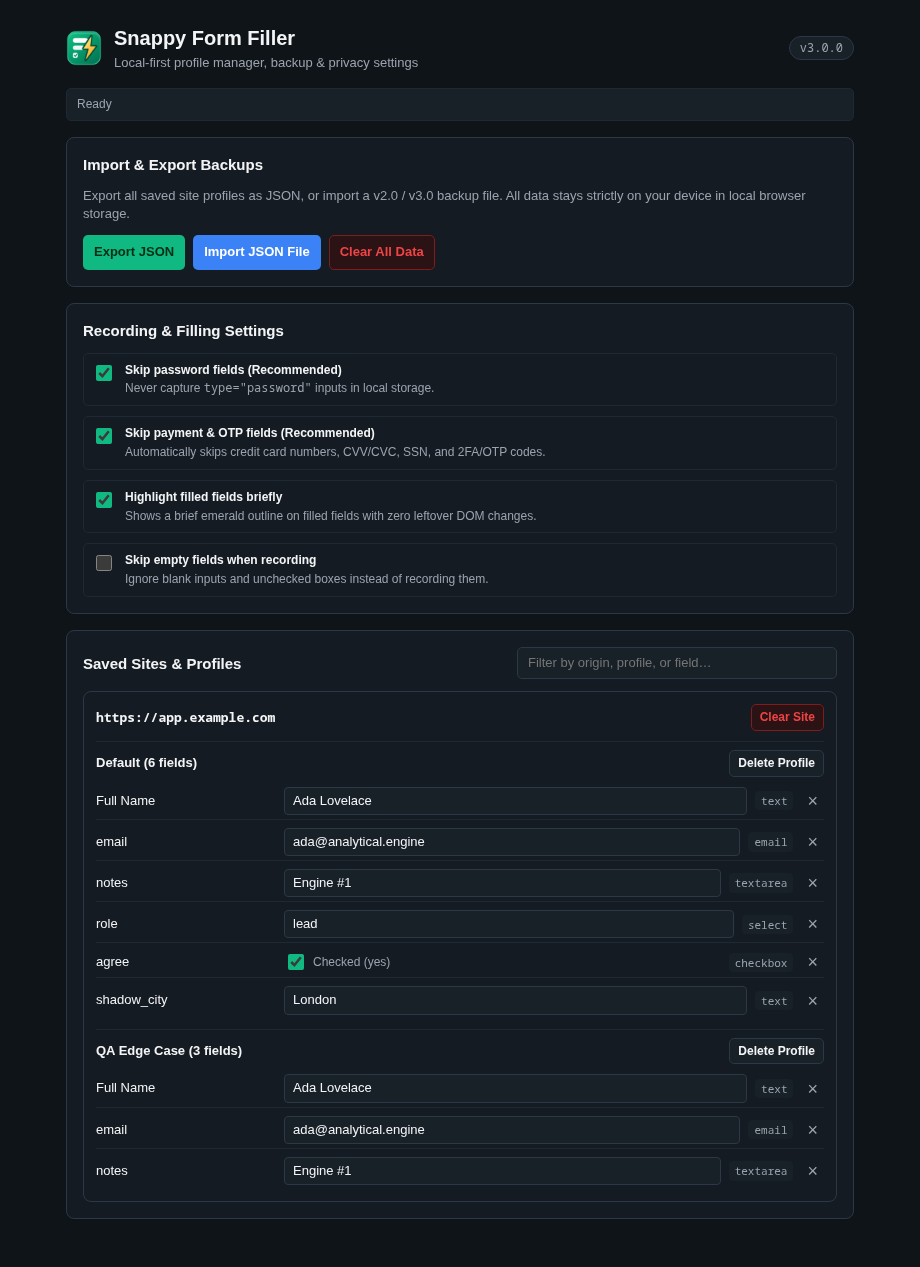 Snappy Form Filler
Local-first profile manager, backup & privacy settings
v3.0.0
Ready
Import & Export Backups
Export all saved site profiles as JSON, or import a v2.0 / v3.0 backup file. All data stays strictly on your device in local browser
storage.
Export JSON
Import JSON File
Clear All Data
Recording & Filling Settings
Skip password fields (Recommended)
Never capture type="password" inputs in local storage.
Skip payment & OTP fields (Recommended)
Automatically skips credit card numbers, CVV/CVC, SSN, and 2FA/OTP codes.
Highlight filled fields briefly
Shows a brief emerald outline on filled fields with zero leftover DOM changes.
Skip empty fields when recording
Ignore blank inputs and unchecked boxes instead of recording them.
Saved Sites & Profiles
Filter by origin, profile, or field…
https://app.example.com
Clear Site
Default (6 fields)
Delete Profile
Full Name
Ada Lovelace
text
×
email
ada@analytical.engine
email
×
notes
Engine #1
textarea
×
role
lead
select
×
agree
Checked (yes)
checkbox
×
shadow_city
London
text
×
QA Edge Case (3 fields)
Delete Profile
Full Name
Ada Lovelace
text
×
email
ada@analytical.engine
email
×
notes
Engine #1
textarea
×